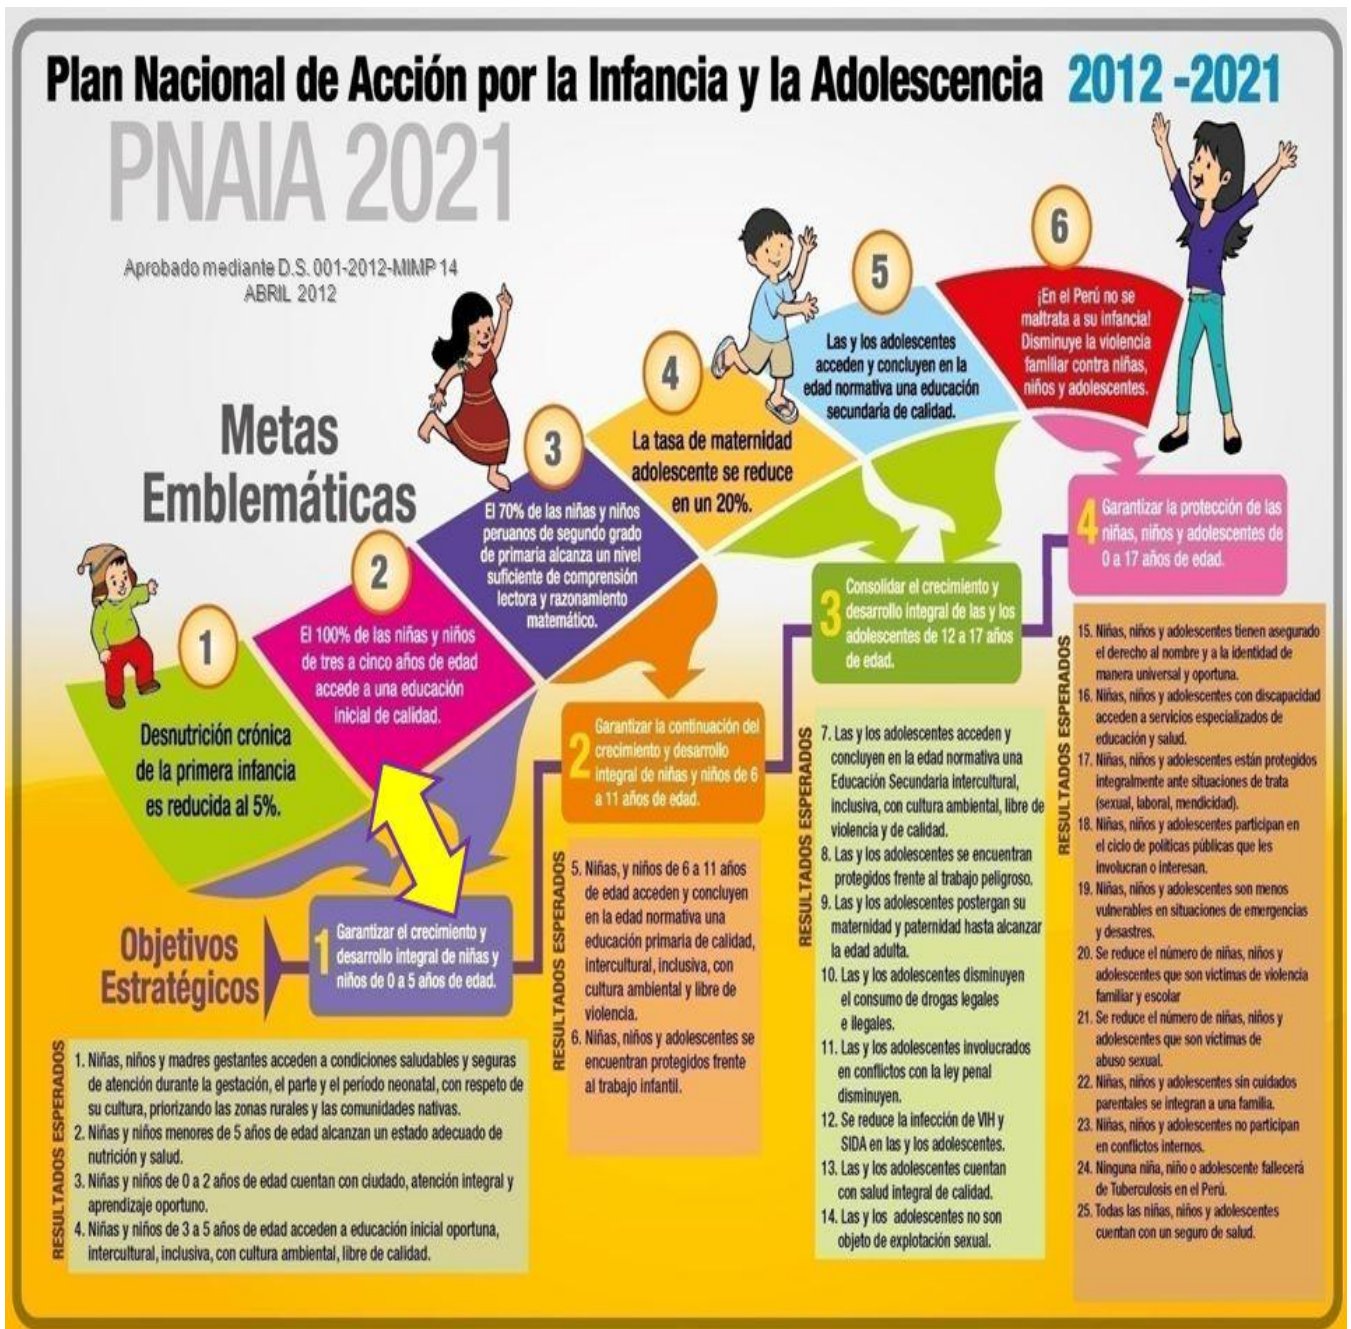 Plan Nacional de Acción por la Infancia y la Adolescencia 2012 -2021
PNAIA 2021
Aprobado mediante D.S. 001-2012-MIMP 14
ABRIL 2012
Metas
Emblemáticas
1
Desnutrición crónica
de la primera infancia
es reducida al 5%.
2
El 100% de las niñas y niños
de tres a cinco años de edad
accede a una educación
inicial de calidad.
3
El 70% de las niñas y niños
peruanos de segundo grado
de primaria alcanza un nivel
suficiente de comprensión
lectora y razonamiento
matemático.
4
La tasa de maternidad
adolescente se reduce
en un 20%.
5
Las y los adolescentes
acceden y concluyen en la
edad normativa una educación
secundaria de calidad.
6
¡En el Perú no se
maltrata a su infancia!
Disminuye la violencia
familiar contra niñas,
niños y adolescentes.
Objetivos
Estratégicos
1
Garantizar el crecimiento y
desarrollo integral de niñas y
niños de 0 a 5 años de edad.
RESULTADOS ESPERADOS
1. Niñas, niños y madres gestantes acceden a condiciones saludables y seguras
de atención durante la gestación, el parte y el período neonatal, con respeto de
su cultura, priorizando las zonas rurales y las comunidades nativas.
2. Niñas y niños menores de 5 años de edad alcanzan un estado adecuado de
nutrición y salud.
3. Niñas y niños de 0 a 2 años de edad cuentan con ciudado, atención integral y
aprendizaje oportuno.
4. Niñas y niños de 3 a 5 años de edad acceden a educación inicial oportuna,
intercultural, inclusiva, con cultura ambiental, libre de calidad.
2
Garantizar la continuación del
crecimiento y desarrollo
integral de niñas y niños de 6
a 11 años de edad.
RESULTADOS ESPERADOS
5. Niñas, y niños de 6 a 11 años
de edad acceden y concluyen
en la edad normativa una
educación primaria de calidad,
intercultural, inclusiva, con
cultura ambiental y libre de
violencia.
6. Niñas, niños y adolescentes se
encuentran protegidos frente
al trabajo infantil.
3
Consolidar el crecimiento y
desarrollo integral de las y los
adolescentes de 12 a 17 años
de edad.
RESULTADOS ESPERADOS
7. Las y los adolescentes acceden y
concluyen en la edad normativa una
Educación Secundaria intercultural,
inclusiva, con cultura ambiental, libre de
violencia y de calidad.
8. Las y los adolescentes se encuentran
protegidos frente al trabajo peligroso.
9. Las y los adolescentes postergan su
maternidad y paternidad hasta alcanzar
la edad adulta.
10. Las y los adolescentes disminuyen
el consumo de drogas legales
e ilegales.
11. Las y los adolescentes involucrados
en conflictos con la ley penal
disminuyen.
12. Se reduce la infección de VIH y
SIDA en las y los adolescentes.
13. Las y los adolescentes cuentan
con salud integral de calidad.
14. Las y los adolescentes no son
objeto de explotación sexual.
4
Garantizar la protección de las
niñas, niños y adolescentes de
0 a 17 años de edad.
RESULTADOS ESPERADOS
15. Niñas, niños y adolescentes tienen asegurado
el derecho al nombre y a la identidad de
manera universal y oportuna.
16. Niñas, niños y adolescentes con discapacidad
acceden a servicios especializados de
educación y salud.
17. Niñas, niños y adolescentes están protegidos
integralmente ante situaciones de trata
(sexual, laboral, mendicidad).
18. Niñas, niños y adolescentes participan en
el ciclo de políticas públicas que les
involucran o interesan.
19. Niñas, niños y adolescentes son menos
vulnerables en situaciones de emergencias
y desastres.
20. Se reduce el número de niñas, niños y
adolescentes que son víctimas de violencia
familiar y escolar
21. Se reduce el número de niñas, niños y
adolescentes que son víctimas de
abuso sexual.
22. Niñas, niños y adolescentes sin cuidados
parentales se integran a una familia.
23. Niñas, niños y adolescentes no participan
en conflictos internos.
24. Ninguna niña, niño o adolescente fallecerá
de Tuberculosis en el Perú.
25. Todas las niñas, niños y adolescentes
cuentan con un seguro de salud.